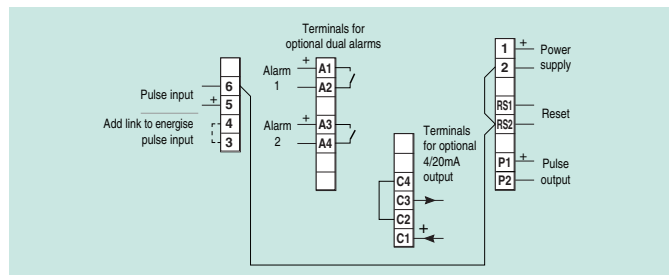 Terminals for
optional dual alarms
Pulse input
6
+
5
Add link to energise
pulse input
4
3
Alarm
1
+
A1
A2
Alarm
2
+
A3
A4
Terminals
for optional
4/20mA
output
C4
C3
C2
C1
+
1
+
Power
supply
2
RS1
RS2
Reset
P1
+
Pulse
output
P2